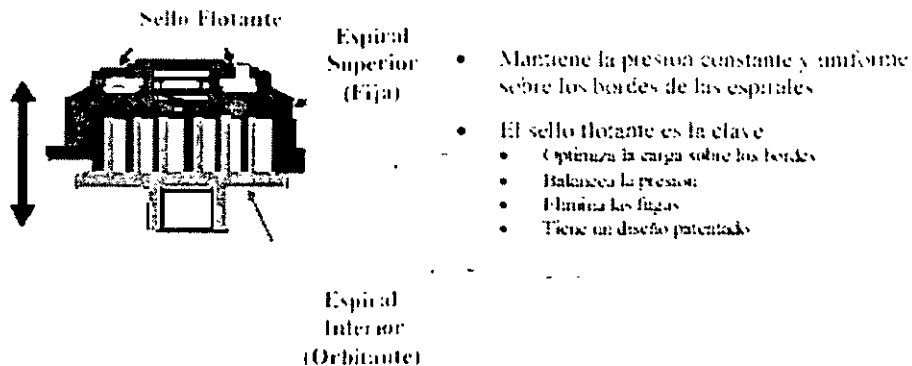 Sello Flotante
Espiral
Superior
(Fija)
• Mantiene la presion constante y uniforme
sobre los bordes de las espirales
• El sello flotante es la clave
• Optimiza la carga sobre los bordes
• Balancea la presion
• Elimina las fugas
• Tiene un diseño patentado
Espiral
Inferior
(Orbitante)